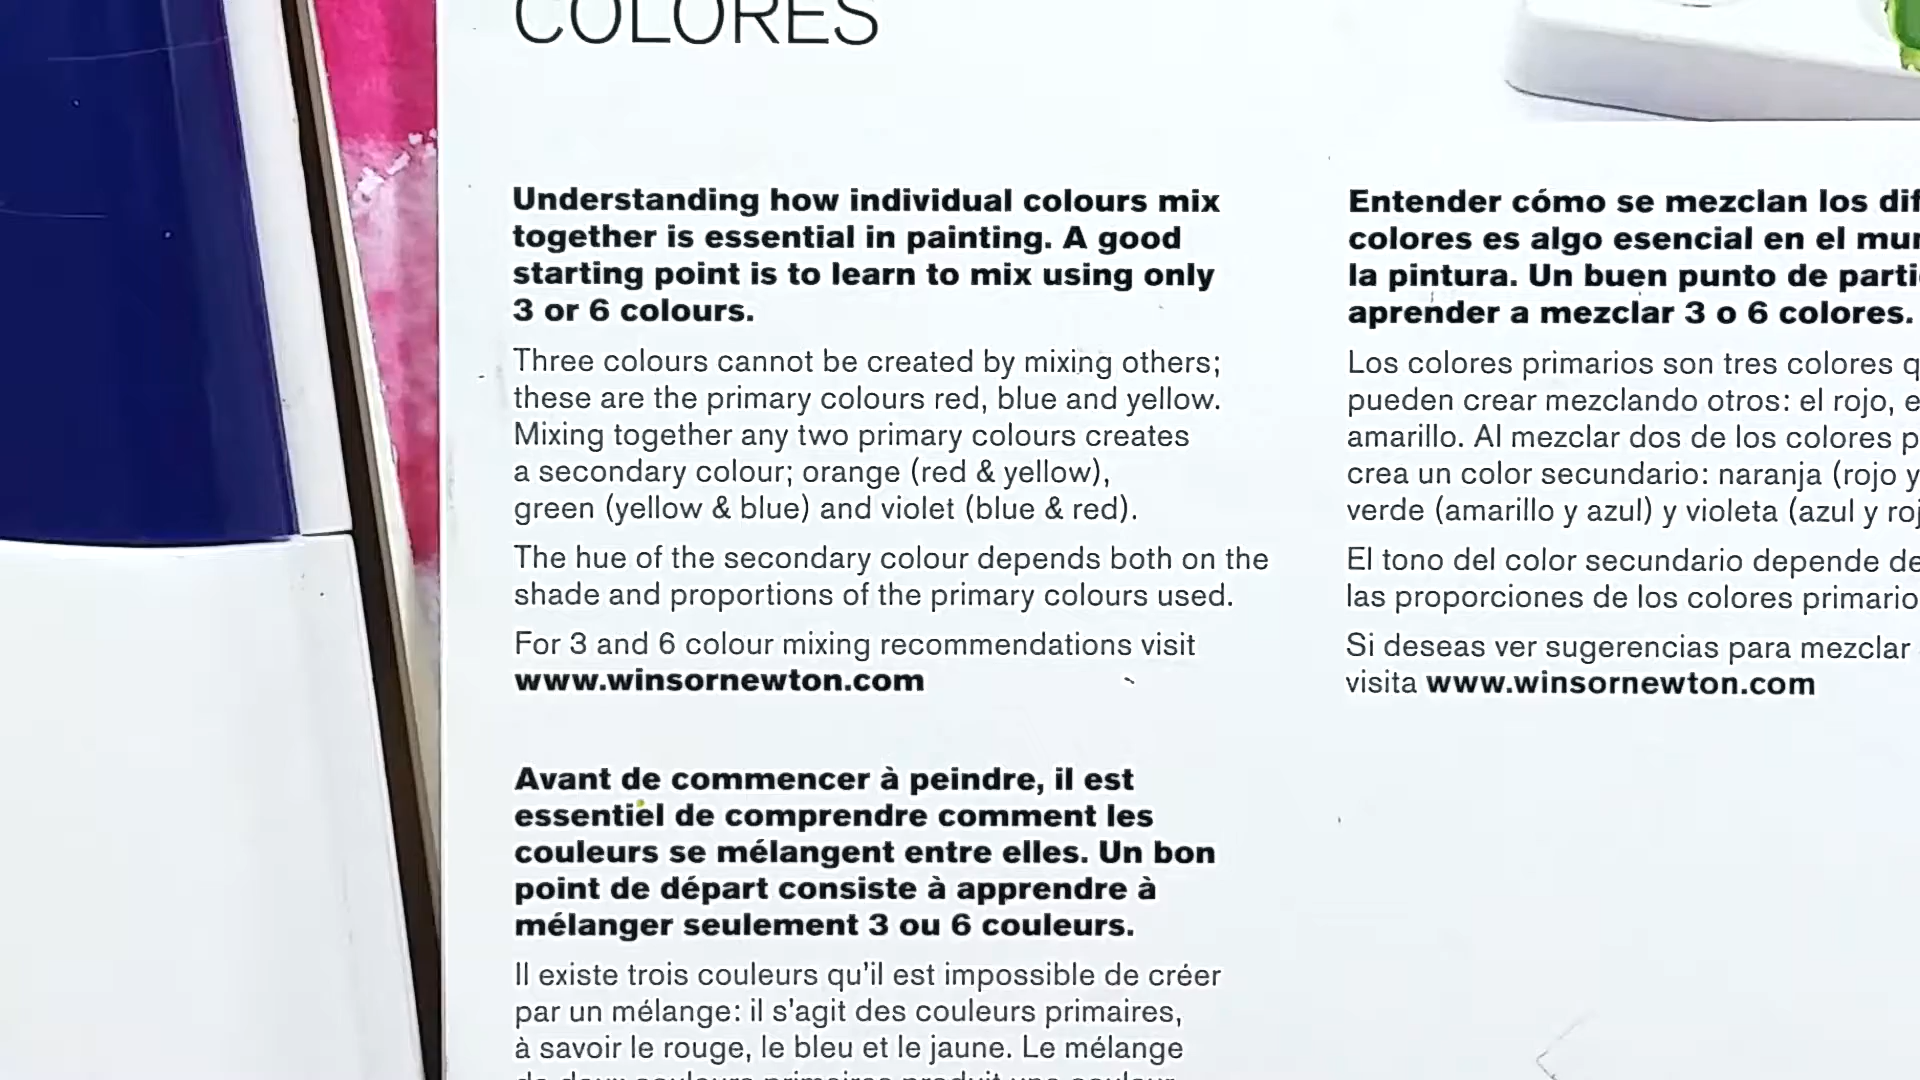 COLORES
Understanding how individual colours mix
together is essential in painting. A good
starting point is to learn to mix using only
3 or 6 colours.
Three colours cannot be created by mixing others;
these are the primary colours red, blue and yellow.
Mixing together any two primary colours creates
a secondary colour; orange (red & yellow),
green (yellow & blue) and violet (blue & red).
The hue of the secondary colour depends both on the
shade and proportions of the primary colours used.
For 3 and 6 colour mixing recommendations visit
www.winsornewton.com
Avant de commencer à peindre, il est
essentiel de comprendre comment les
couleurs se mélangent entre elles. Un bon
point de départ consiste à apprendre à
mélanger seulement 3 ou 6 couleurs.
Il existe trois couleurs qu'il est impossible de créer
par un mélange: il s'agit des couleurs primaires,
à savoir le rouge, le bleu et le jaune. Le mélange
Entender cómo se mezclan los
colores es algo esencial en el
la pintura. Un buen punto de
aprender a mezclar 3 o 6 colores.
Los colores primarios son tres colores
pueden crear mezclando otros: el rojo,
amarillo. Al mezclar dos de los colores
crea un color secundario: naranja (rojo y
verde (amarillo y azul) y violeta (azul y
El tono del color secundario depende
las proporciones de los colores
Si deseas ver sugerencias para mezclar
visita www.winsornewton.com